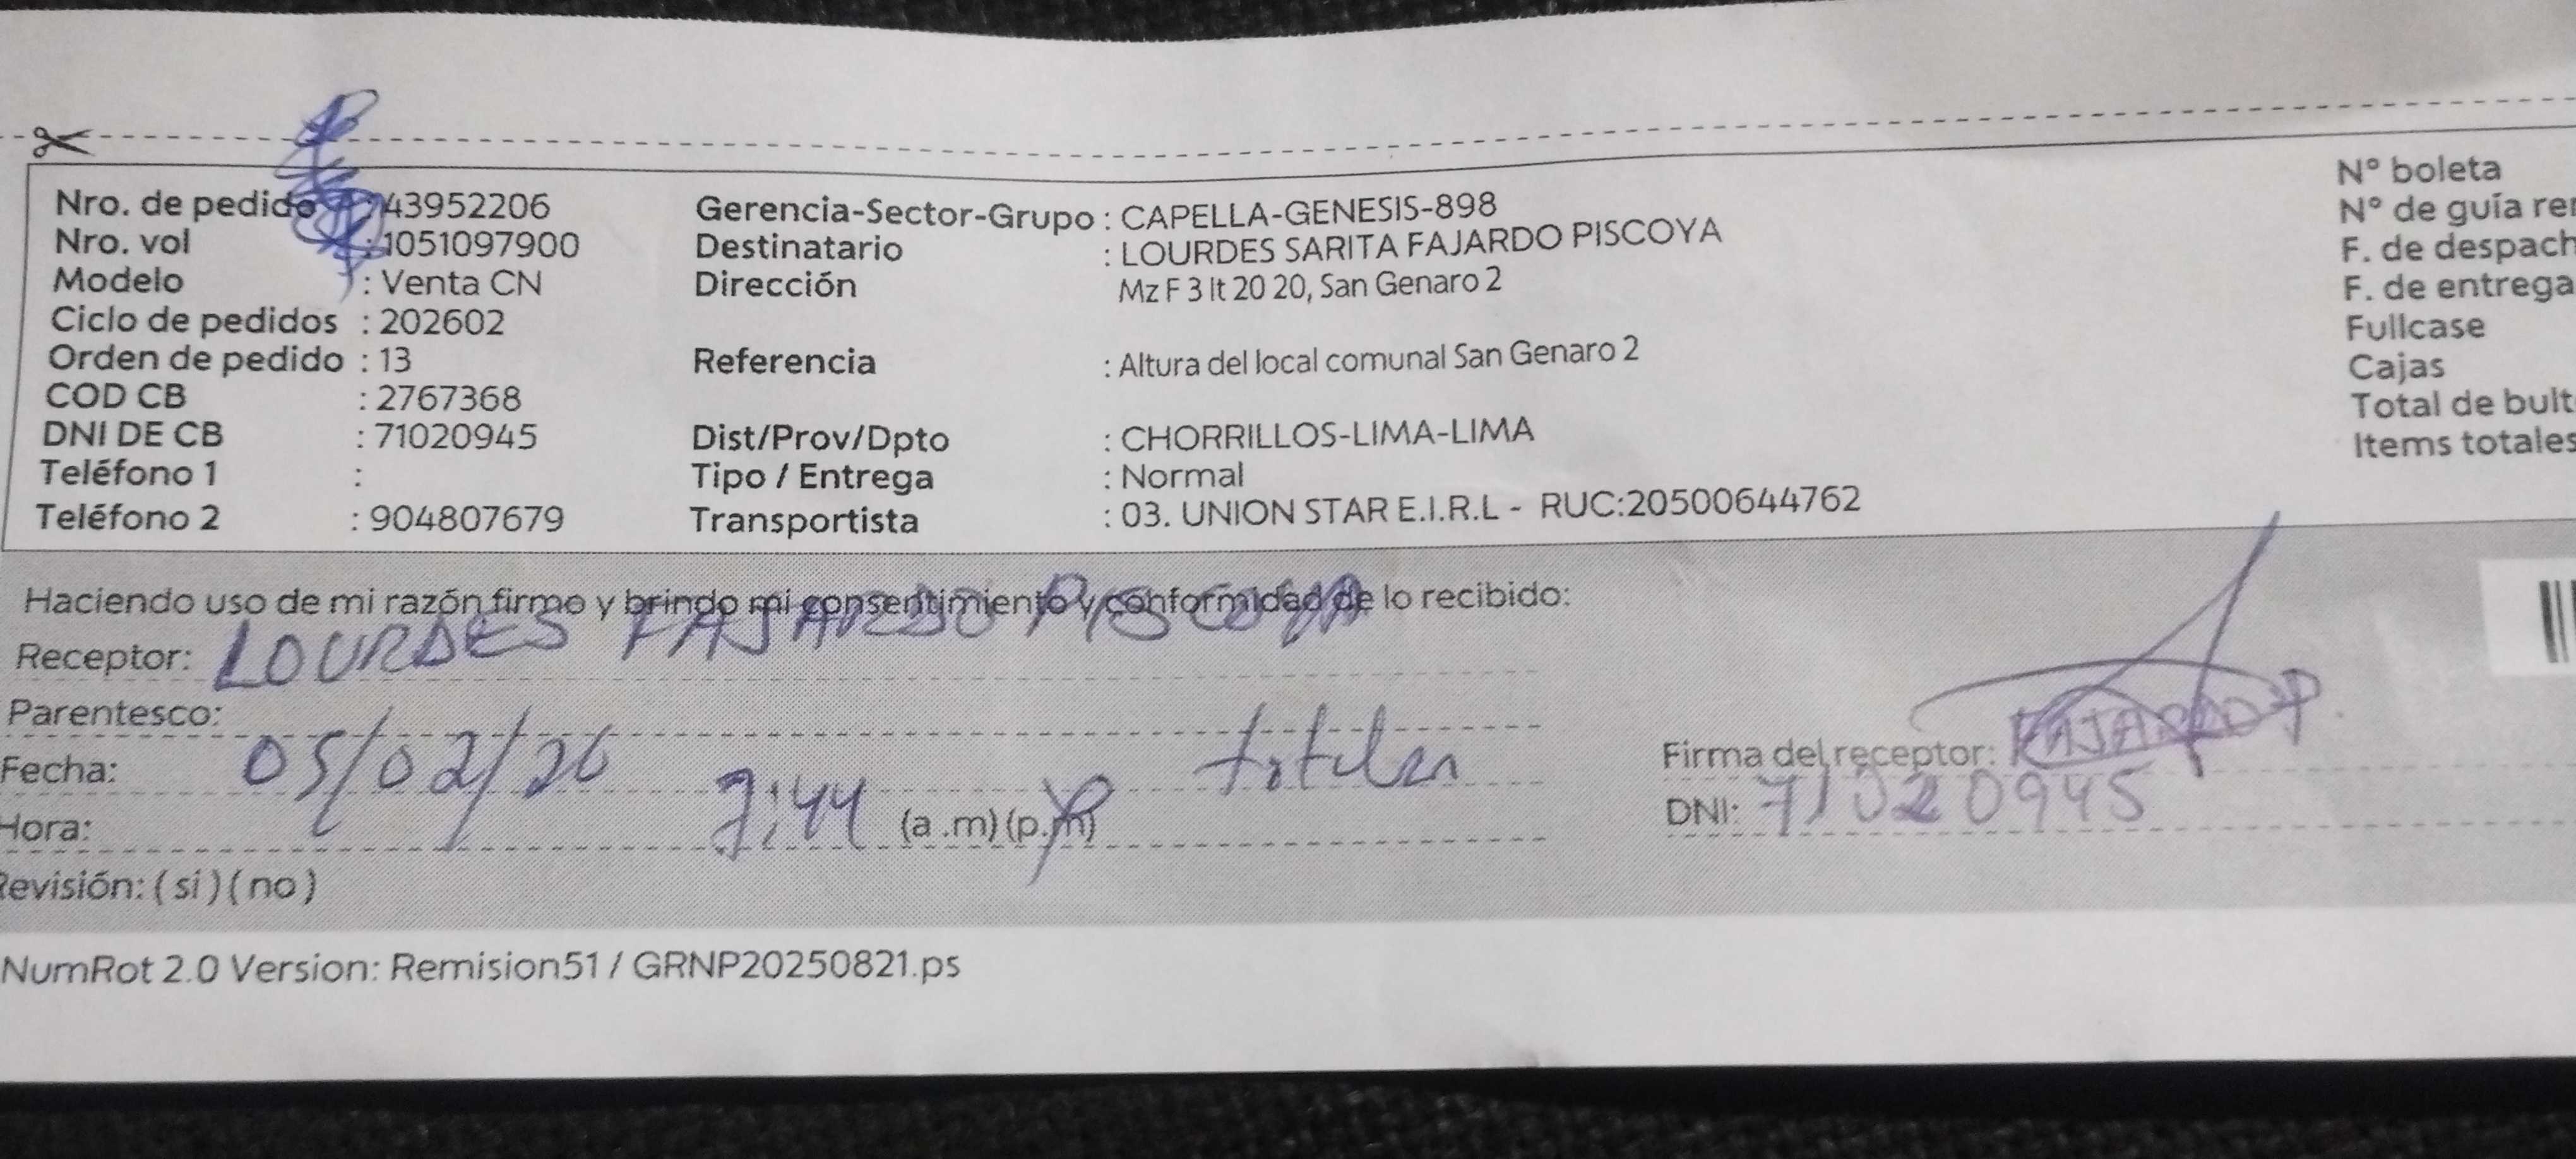 Nro. de pedido : 43952206
Nro. vol : 1051097900
Modelo : Venta CN
Ciclo de pedidos : 202602
Orden de pedido : 13
COD CB : 2767368
DNI DE CB : 71020945
Teléfono 1 :
Teléfono 2 : 904807679
Gerencia-Sector-Grupo : CAPELLA-GENESIS-898
Destinatario : LOURDES SARITA FAJARDO PISCOYA
Dirección Mz F 3 lt 20 20, San Genaro 2
Referencia : Altura del local comunal San Genaro 2
Dist/Prov/Dpto : CHORRILLOS-LIMA-LIMA
Tipo / Entrega : Normal
Transportista : 03. UNION STAR E.I.R.L - RUC:20500644762
N° boleta
N° de guía rem
F. de despach
F. de entrega
Fullcase
Cajas
Total de bult
Items totales
Haciendo uso de mi razón firmo y brindo mi consentimiento y conformidad de lo recibido:
Receptor: LOURDES FAJARDO PISCOYA
Parentesco:
Fecha: 05/02/26
Hora: 7:44 (a .m) (p.m)
Revisión: ( si ) ( no )
Firma del receptor: FAJARDO P.
DNI: 71020945
NumRot 2.0 Version: Remision51 / GRNP20250821.ps